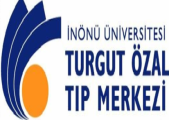 İNÖNÜ ÜNİVERSİTESİ
TURGUT ÖZAL
TIP MERKEZİ